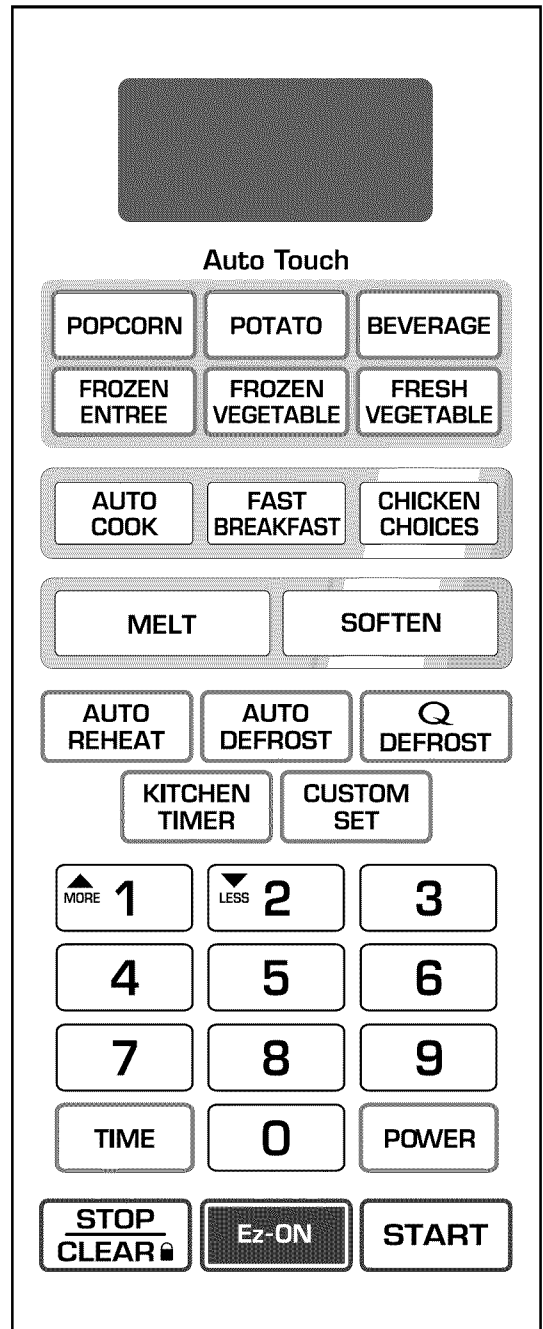 Auto Touch
POPCORN
POTATO
BEVERAGE
FROZEN
ENTREE
FROZEN
VEGETABLE
FRESH
VEGETABLE
AUTO
COOK
FAST
BREAKFAST
CHICKEN
CHOICES
MELT
SOFTEN
AUTO
REHEAT
AUTO
DEFROST
Q
DEFROST
KITCHEN
TIMER
CUSTOM
SET
MORE 1
LESS 2
3
4
5
6
7
8
9
TIME
0
POWER
STOP
CLEAR
Ez-ON
START